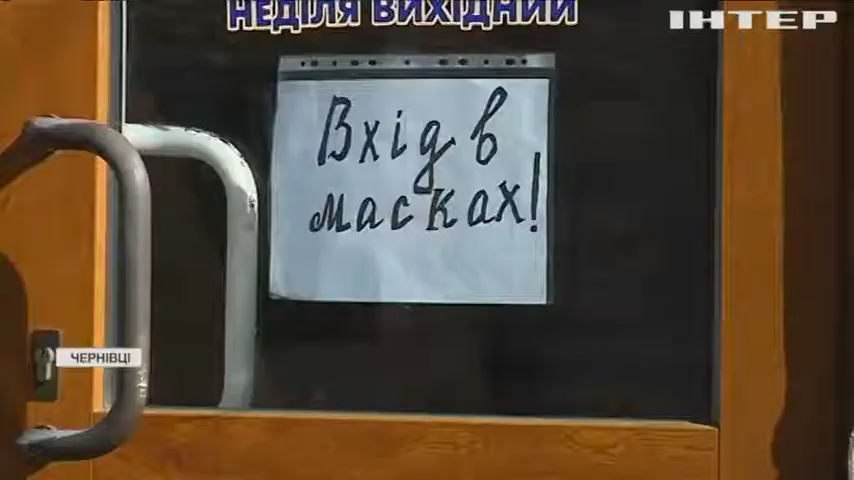 НЕДІЛЯ ВИХІДНИЙ
ІНТЕР
Вхід в
масках!
ЧЕРНІВЦІ